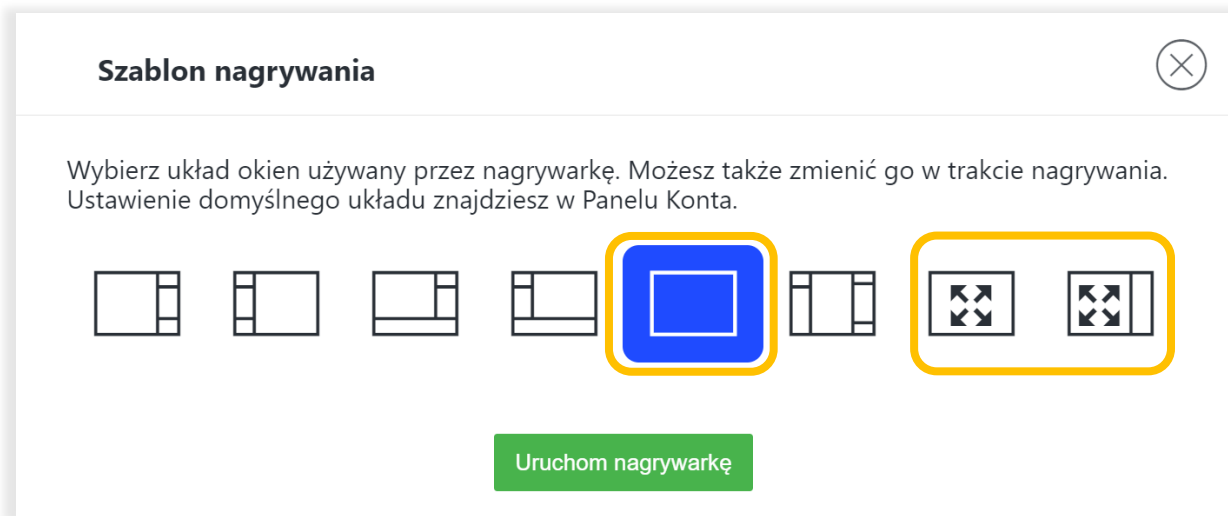 Szablon nagrywania
Wybierz układ okien używany przez nagrywarkę. Możesz także zmienić go w trakcie nagrywania.
Ustawienie domyślnego układu znajdziesz w Panelu Konta.
Uruchom nagrywarkę